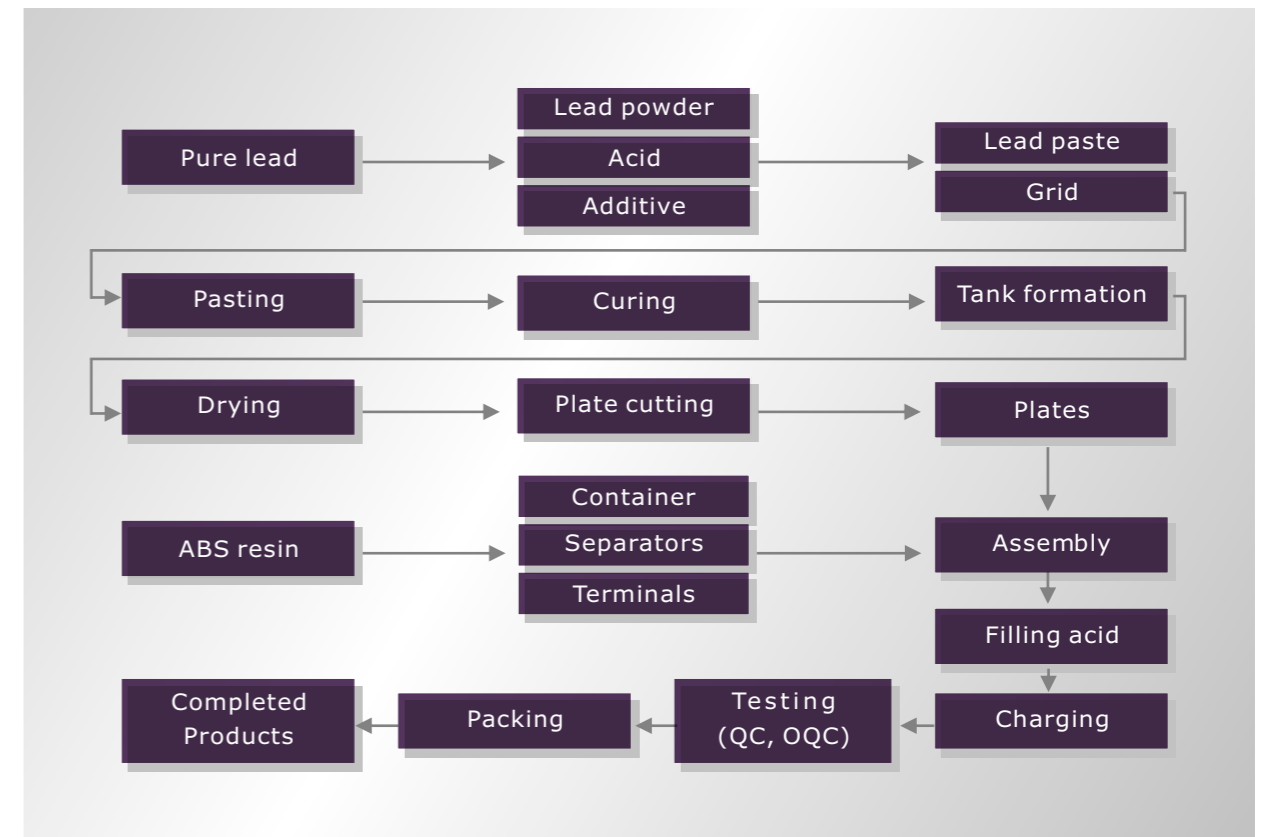 Pure lead
Lead powder
Acid
Additive
Lead paste
Grid
Pasting
Curing
Tank formation
Drying
Plate cutting
Plates
ABS resin
Container
Separators
Terminals
Assembly
Filling acid
Completed
Products
Packing
Testing
(QC, OQC)
Charging